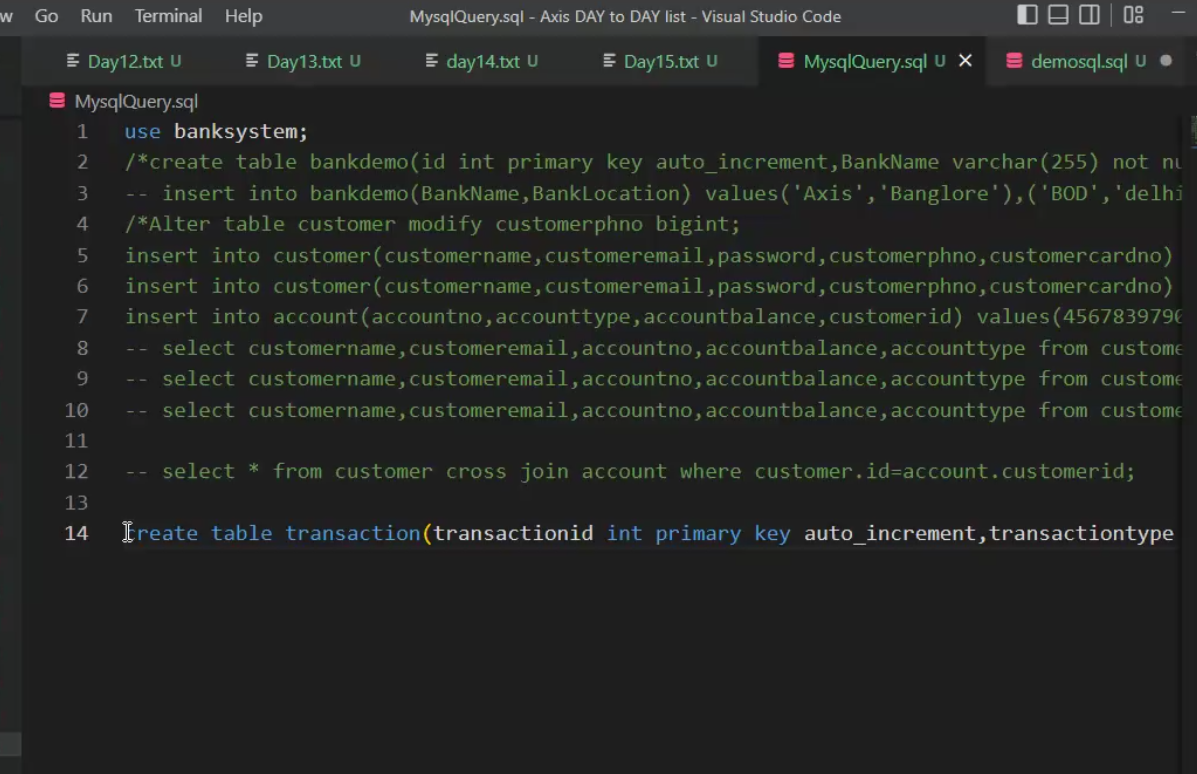 Go Run Terminal Help MysqlQuery.sql - Axis DAY to DAY list - Visual Studio Code
Day12.txt U Day13.txt U day14.txt U Day15.txt U MysqlQuery.sql U demosql.sql U
MysqlQuery.sql
1 use banksystem;
2 /*create table bankdemo(id int primary key auto_increment,BankName varchar(255) not nu
3 -- insert into bankdemo(BankName,BankLocation) values('Axis','Banglore'),('BOD','delhi
4 /*Alter table customer modify customerphno bigint;
5 insert into customer(customername,customeremail,password,customerphno,customercardno)
6 insert into customer(customername,customeremail,password,customerphno,customercardno)
7 insert into account(accountno,accounttype,accountbalance,customerid) values(4567839790
8 -- select customername,customeremail,accountno,accountbalance,accounttype from custome
9 -- select customername,customeremail,accountno,accountbalance,accounttype from custome
10 -- select customername,customeremail,accountno,accountbalance,accounttype from custome
11
12 -- select * from customer cross join account where customer.id=account.customerid;
13
14 create table transaction(transactionid int primary key auto_increment,transactiontype